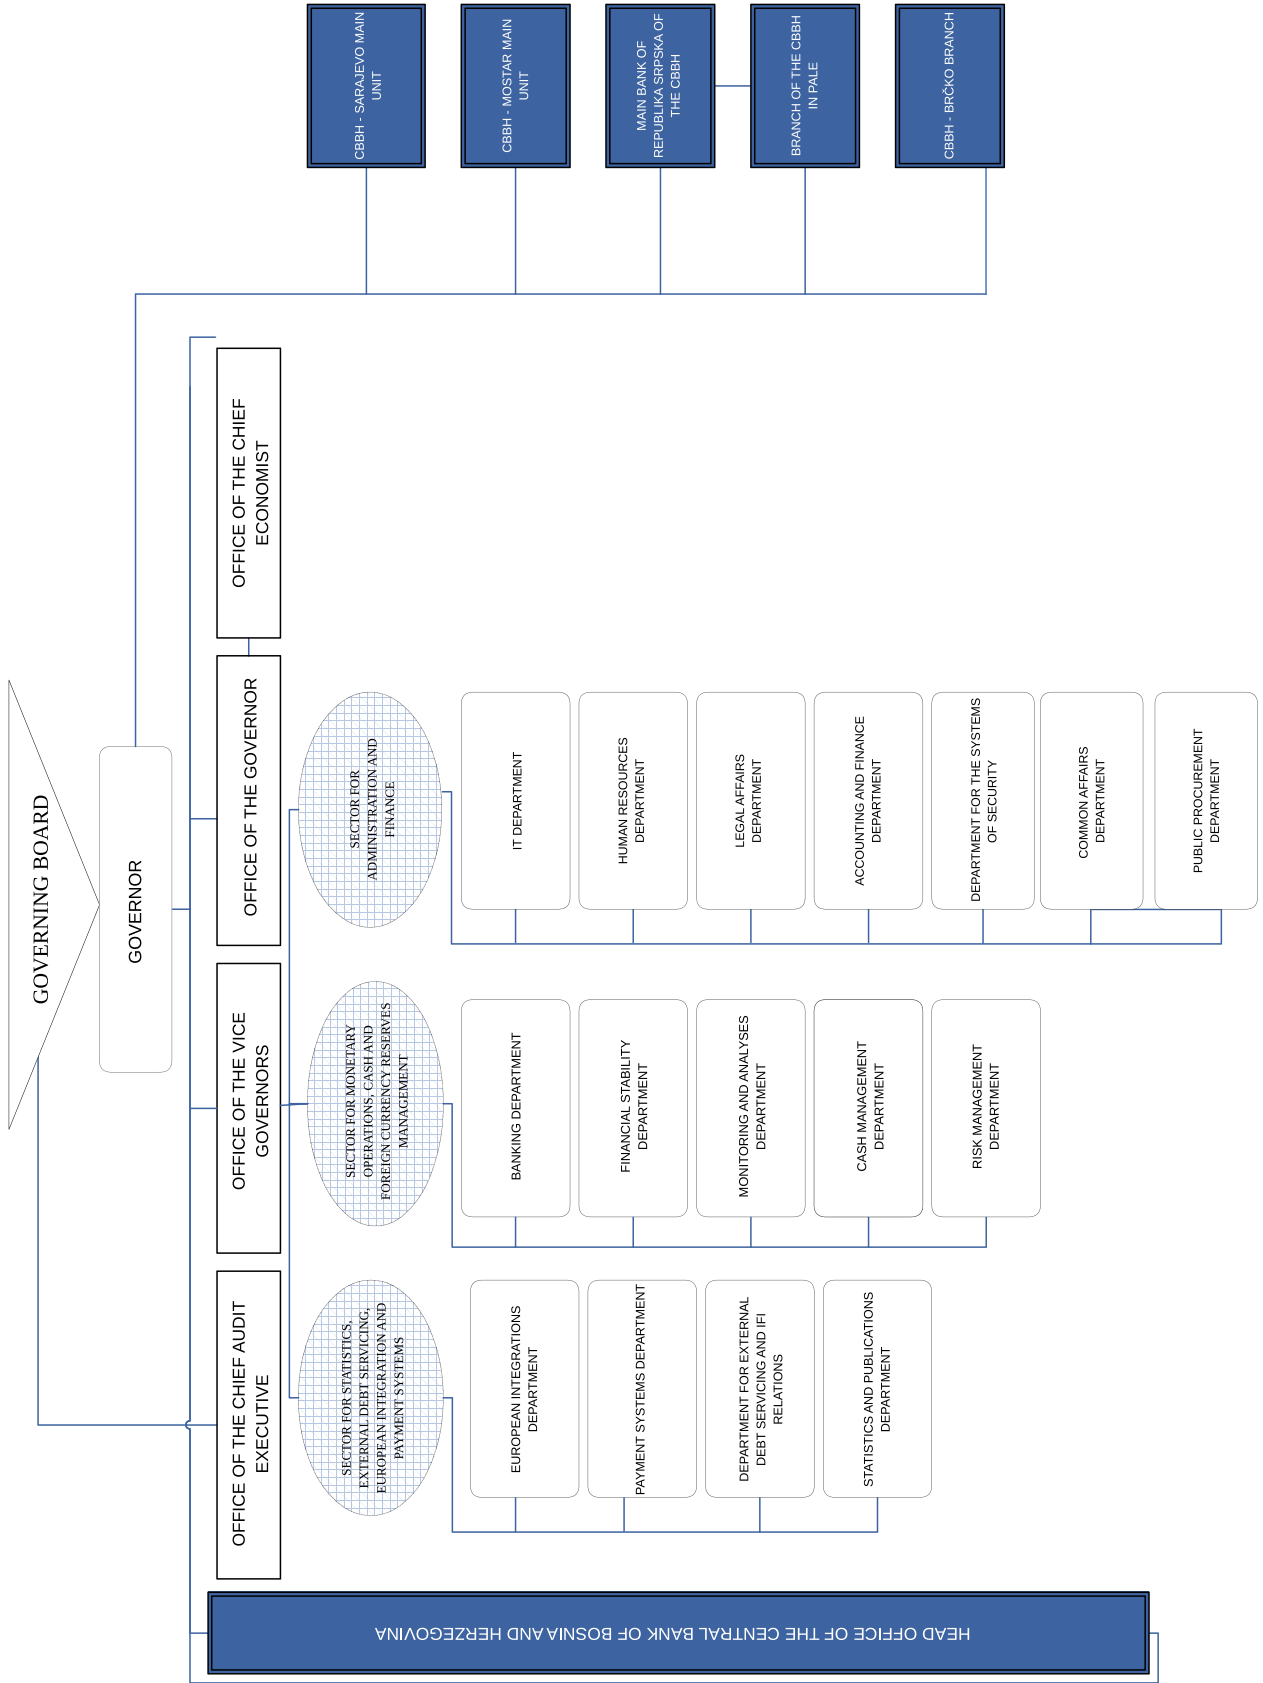 GOVERNING BOARD
GOVERNOR
HEAD OFFICE OF THE CENTRAL BANK OF BOSNIA AND HERZEGOVINA
OFFICE OF THE CHIEF AUDIT
EXECUTIVE
OFFICE OF THE VICE
GOVERNORS
OFFICE OF THE GOVERNOR
OFFICE OF THE CHIEF
ECONOMIST
SECTOR FOR STATISTICS,
EXTERNAL DEBT SERVICING,
EUROPEAN INTEGRATION AND
PAYMENT SYSTEMS
EUROPEAN INTEGRATIONS
DEPARTMENT
PAYMENT SYSTEMS DEPARTMENT
DEPARTMENT FOR EXTERNAL
DEBT SERVICING AND IFI
RELATIONS
STATISTICS AND PUBLICATIONS
DEPARTMENT
SECTOR FOR MONETARY
OPERATIONS, CASH AND
FOREIGN CURRENCY RESERVES
MANAGEMENT
BANKING DEPARTMENT
FINANCIAL STABILITY
DEPARTMENT
MONITORING AND ANALYSES
DEPARTMENT
CASH MANAGEMENT
DEPARTMENT
RISK MANAGEMENT
DEPARTMENT
SECTOR FOR
ADMINISTRATION AND
FINANCE
IT DEPARTMENT
HUMAN RESOURCES
DEPARTMENT
LEGAL AFFAIRS
DEPARTMENT
ACCOUNTING AND FINANCE
DEPARTMENT
DEPARTMENT FOR THE SYSTEMS
OF SECURITY
COMMON AFFAIRS
DEPARTMENT
PUBLIC PROCUREMENT
DEPARTMENT
CBBH - SARAJEVO MAIN
UNIT
CBBH - MOSTAR MAIN
UNIT
MAIN BANK OF
REPUBLIKA SRPSKA OF
THE CBBH
BRANCH OF THE CBBH
IN PALE
CBBH - BRČKO BRANCH